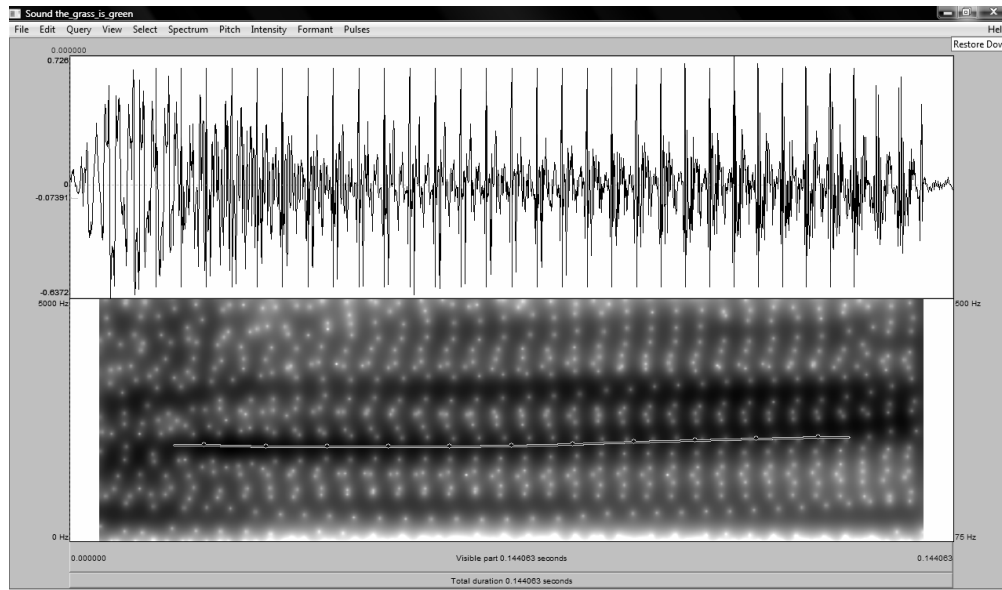 Sound the_grass_is_green
File Edit Query View Select Spectrum Pitch Intensity Formant Pulses Hel
Restore Dow
0.000000
0.726
0
-0.07391
-0.6372
5000 Hz 500 Hz
0 Hz 75 Hz
0.000000 Visible part 0.144063 seconds 0.144063
Total duration 0.144063 seconds